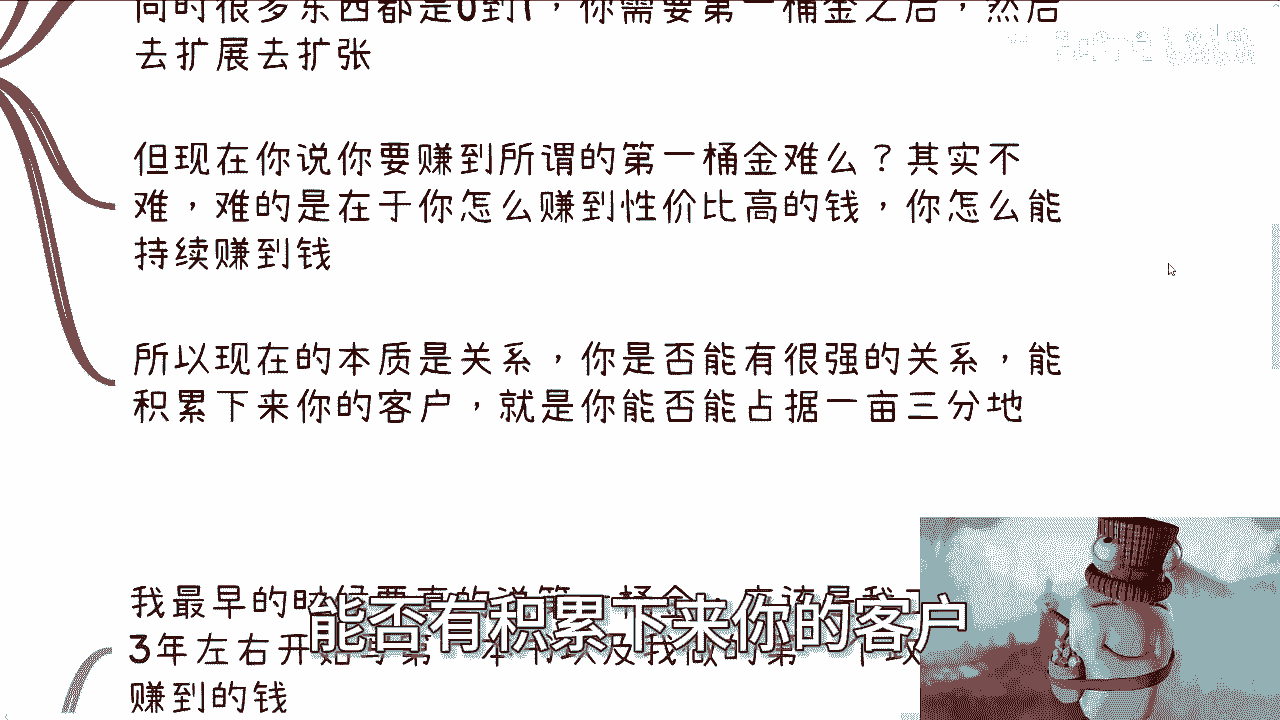 同时很多东西都是0到1，你需要第一桶金之后，然后
去扩展去扩张
但现在你说你要赚到所谓的第一桶金难么？其实不
难，难的是在于你怎么赚到性价比高的钱，你怎么能
持续赚到钱
所以现在的本质是关系，你是否能有很强的关系，能
积累下来你的客户，就是你能否能占据一亩三分地
我最早的时候要真的说第一桶金，应该是我
能否有积累下来你的客户
3年左右开始写第一本书以及我做的第一个
赚到的钱